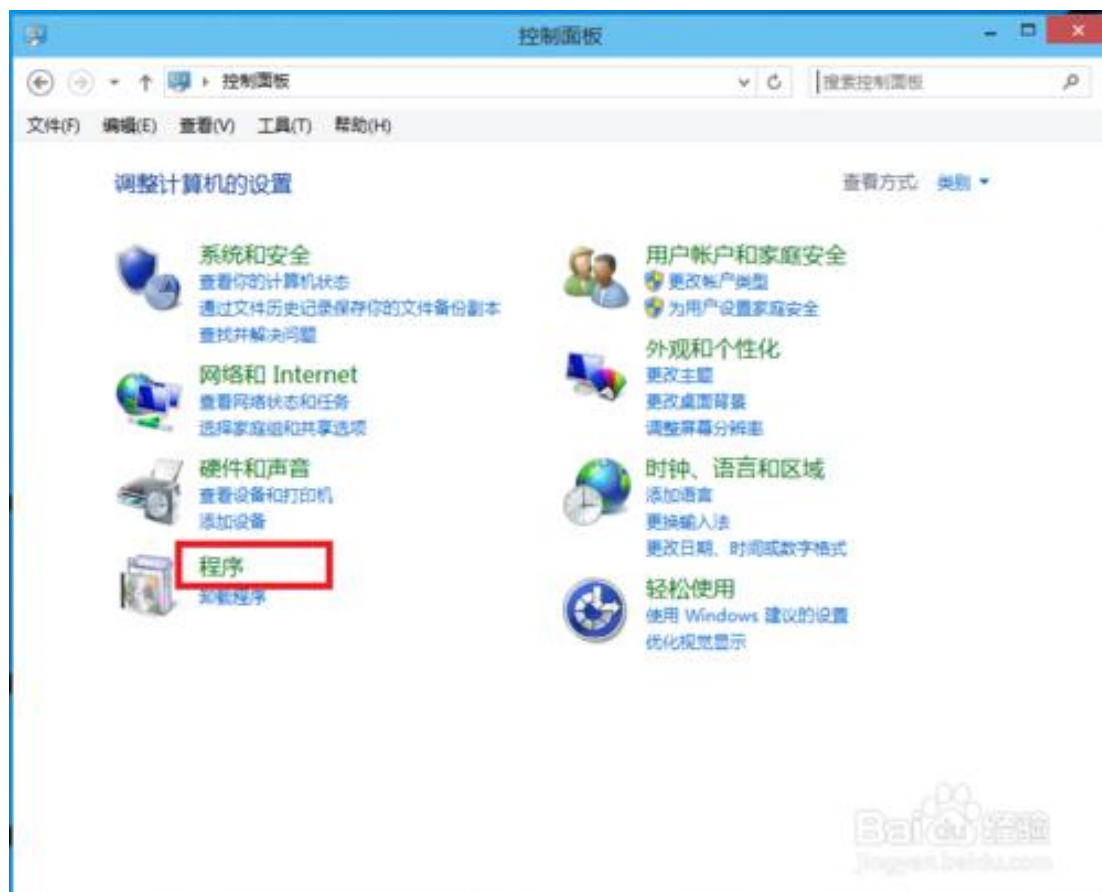 控制面板
控制面板
搜索控制面板
文件(F) 编辑(E) 查看(V) 工具(T) 帮助(H)
调整计算机的设置
查看方式: 类别
系统和安全
查看你的计算机状态
通过文件历史记录保存你的文件备份副本
查找并解决问题
网络和 Internet
查看网络状态和任务
选择家庭组和共享选项
硬件和声音
查看设备和打印机
添加设备
程序
卸载程序
用户帐户和家庭安全
更改帐户类型
为用户设置家庭安全
外观和个性化
更改主题
更改桌面背景
调整屏幕分辨率
时钟、语言和区域
添加语言
更换输入法
更改日期、时间或数字格式
轻松使用
使用 Windows 建议的设置
优化视觉显示
Baidu 经验
jingyan.baidu.com